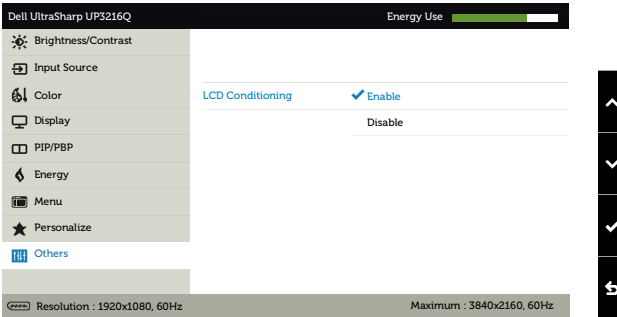 Dell UltraSharp UP3216Q Energy Use
Brightness/Contrast
Input Source
Color LCD Conditioning Enable
Display Disable
PIP/PBP
Energy
Menu
Personalize
Others
Resolution : 1920x1080, 60Hz Maximum : 3840x2160, 60Hz